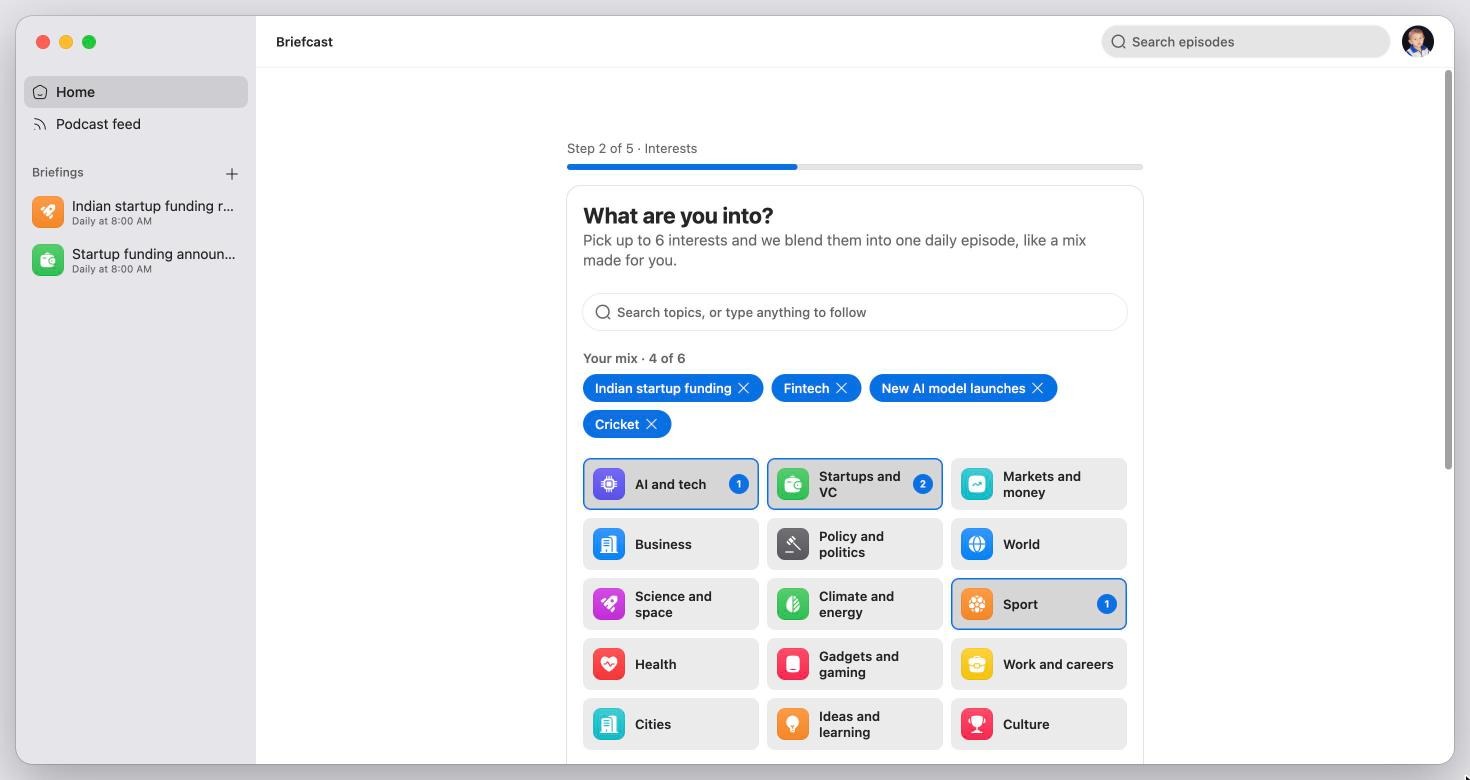 Briefcast
Search episodes
Home
Podcast feed
Briefings
Indian startup funding r...
Daily at 8:00 AM
Startup funding announ...
Daily at 8:00 AM
Step 2 of 5 · Interests
What are you into?
Pick up to 6 interests and we blend them into one daily episode, like a mix
made for you.
Search topics, or type anything to follow
Your mix · 4 of 6
Indian startup funding
Fintech
New AI model launches
Cricket
AI and tech
1
Startups and
VC
2
Markets and
money
Business
Policy and
politics
World
Science and
space
Climate and
energy
Sport
1
Health
Gadgets and
gaming
Work and careers
Cities
Ideas and
learning
Culture